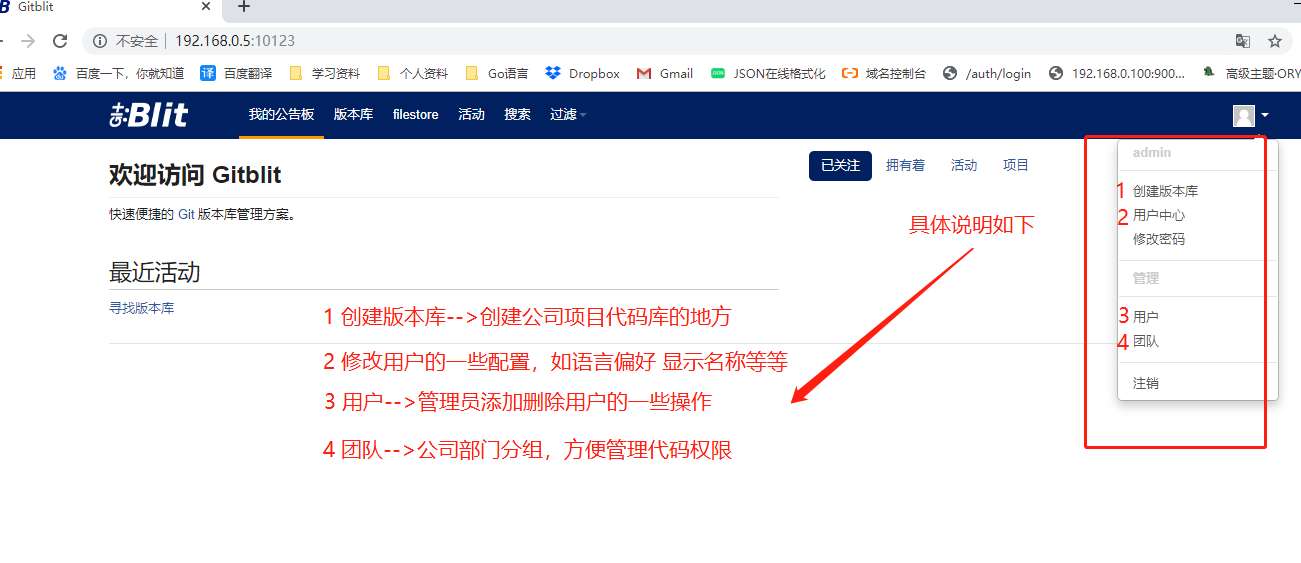 Gitblit
不安全 192.168.0.5:10123
应用 百度一下，你就知道 百度翻译 学习资料 个人资料 Go语言 Dropbox Gmail JSON在线格式化 域名控制台 /auth/login 192.168.0.100:900... 高级主题·ORY
Blit 我的公告板 版本库 filestore 活动 搜索 过滤
欢迎访问 Gitblit
快速便捷的 Git 版本库管理方案。
已关注 拥有着 活动 项目
最近活动
寻找版本库
具体说明如下
1 创建版本库-->创建公司项目代码库的地方
2 修改用户的一些配置，如语言偏好 显示名称等等
3 用户-->管理员添加删除用户的一些操作
4 团队-->公司部门分组，方便管理代码权限
admin
1 创建版本库
2 用户中心
修改密码
管理
3 用户
4 团队
注销